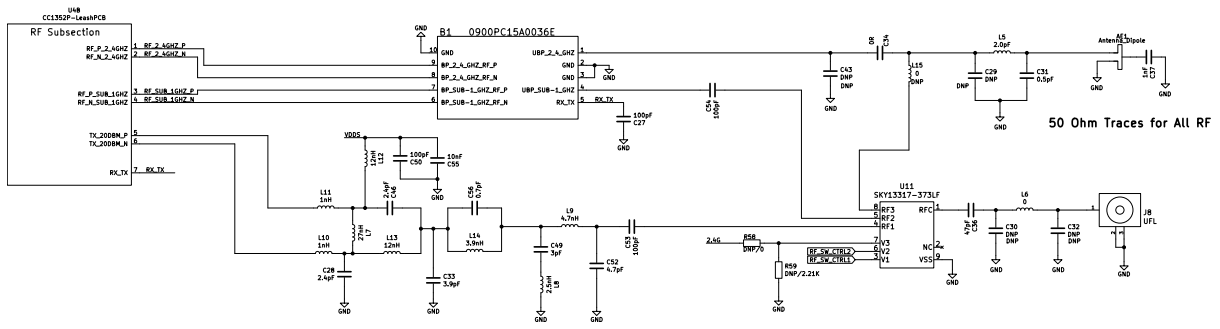 U4B
CC1352P-LeashPCB
RF Subsection
RF_P_2_4GHZ 1 RF_2_4GHZ_P
RF_N_2_4GHZ 2 RF_2_4GHZ_N
RF_P_SUB_1GHZ 3 RF_SUB_1GHZ_P
RF_N_SUB_1GHZ 4 RF_SUB_1GHZ_N
TX_20DBM_P 5
TX_20DBM_N 6
RX_TX 7 RX_TX
GND
B1 0900PC15A0036E
10 GND
9 BP_2_4_GHZ_RF_P
8 BP_2_4_GHZ_RF_N
7 BP_SUB-1_GHZ_RF_P
6 BP_SUB-1_GHZ_RF_N
UBP_2_4_GHZ 1
GND 2 GND
GND 3
UBP_SUB-1_GHZ 4
RX_TX 5 RX_TX
100pF
C27
GND
C54
100pF
C43
DNP
DNP
GND
0R
C34
L15
0
DNP
L5
2.0pF
C29
DNP
DNP
C31
0.5pF
GND
AE1
Antenna_Dipole
GND
1nF
C37
GND
50 Ohm Traces for All RF
VDDS
12nH
L12
100pF
C50
10nF
C55
GND
L11
1nH
2.4pF
C46
27nH
L7
L10
1nH
L13
12nH
C28
2.4pF
GND
C56
0.7pF
L14
3.9nH
C33
3.9pF
GND
L9
4.7nH
C49
3pF
2.5nH
L8
GND
C52
4.7pF
GND
C53
100pF
2.4G R58
DNP/0
R59
DNP/2.21K
GND
RF_SW_CTRL2
RF_SW_CTRL1
U11
SKY13317-373LF
8 RF3
5 RF2
4 RF1
7 V3
6 V2
3 V1
RFC 1
NC 2
VSS 9
GND
47pF
C36
C30
DNP
DNP
GND
L6
0
C32
DNP
DNP
GND
1
2
3
J8
UFL
GND